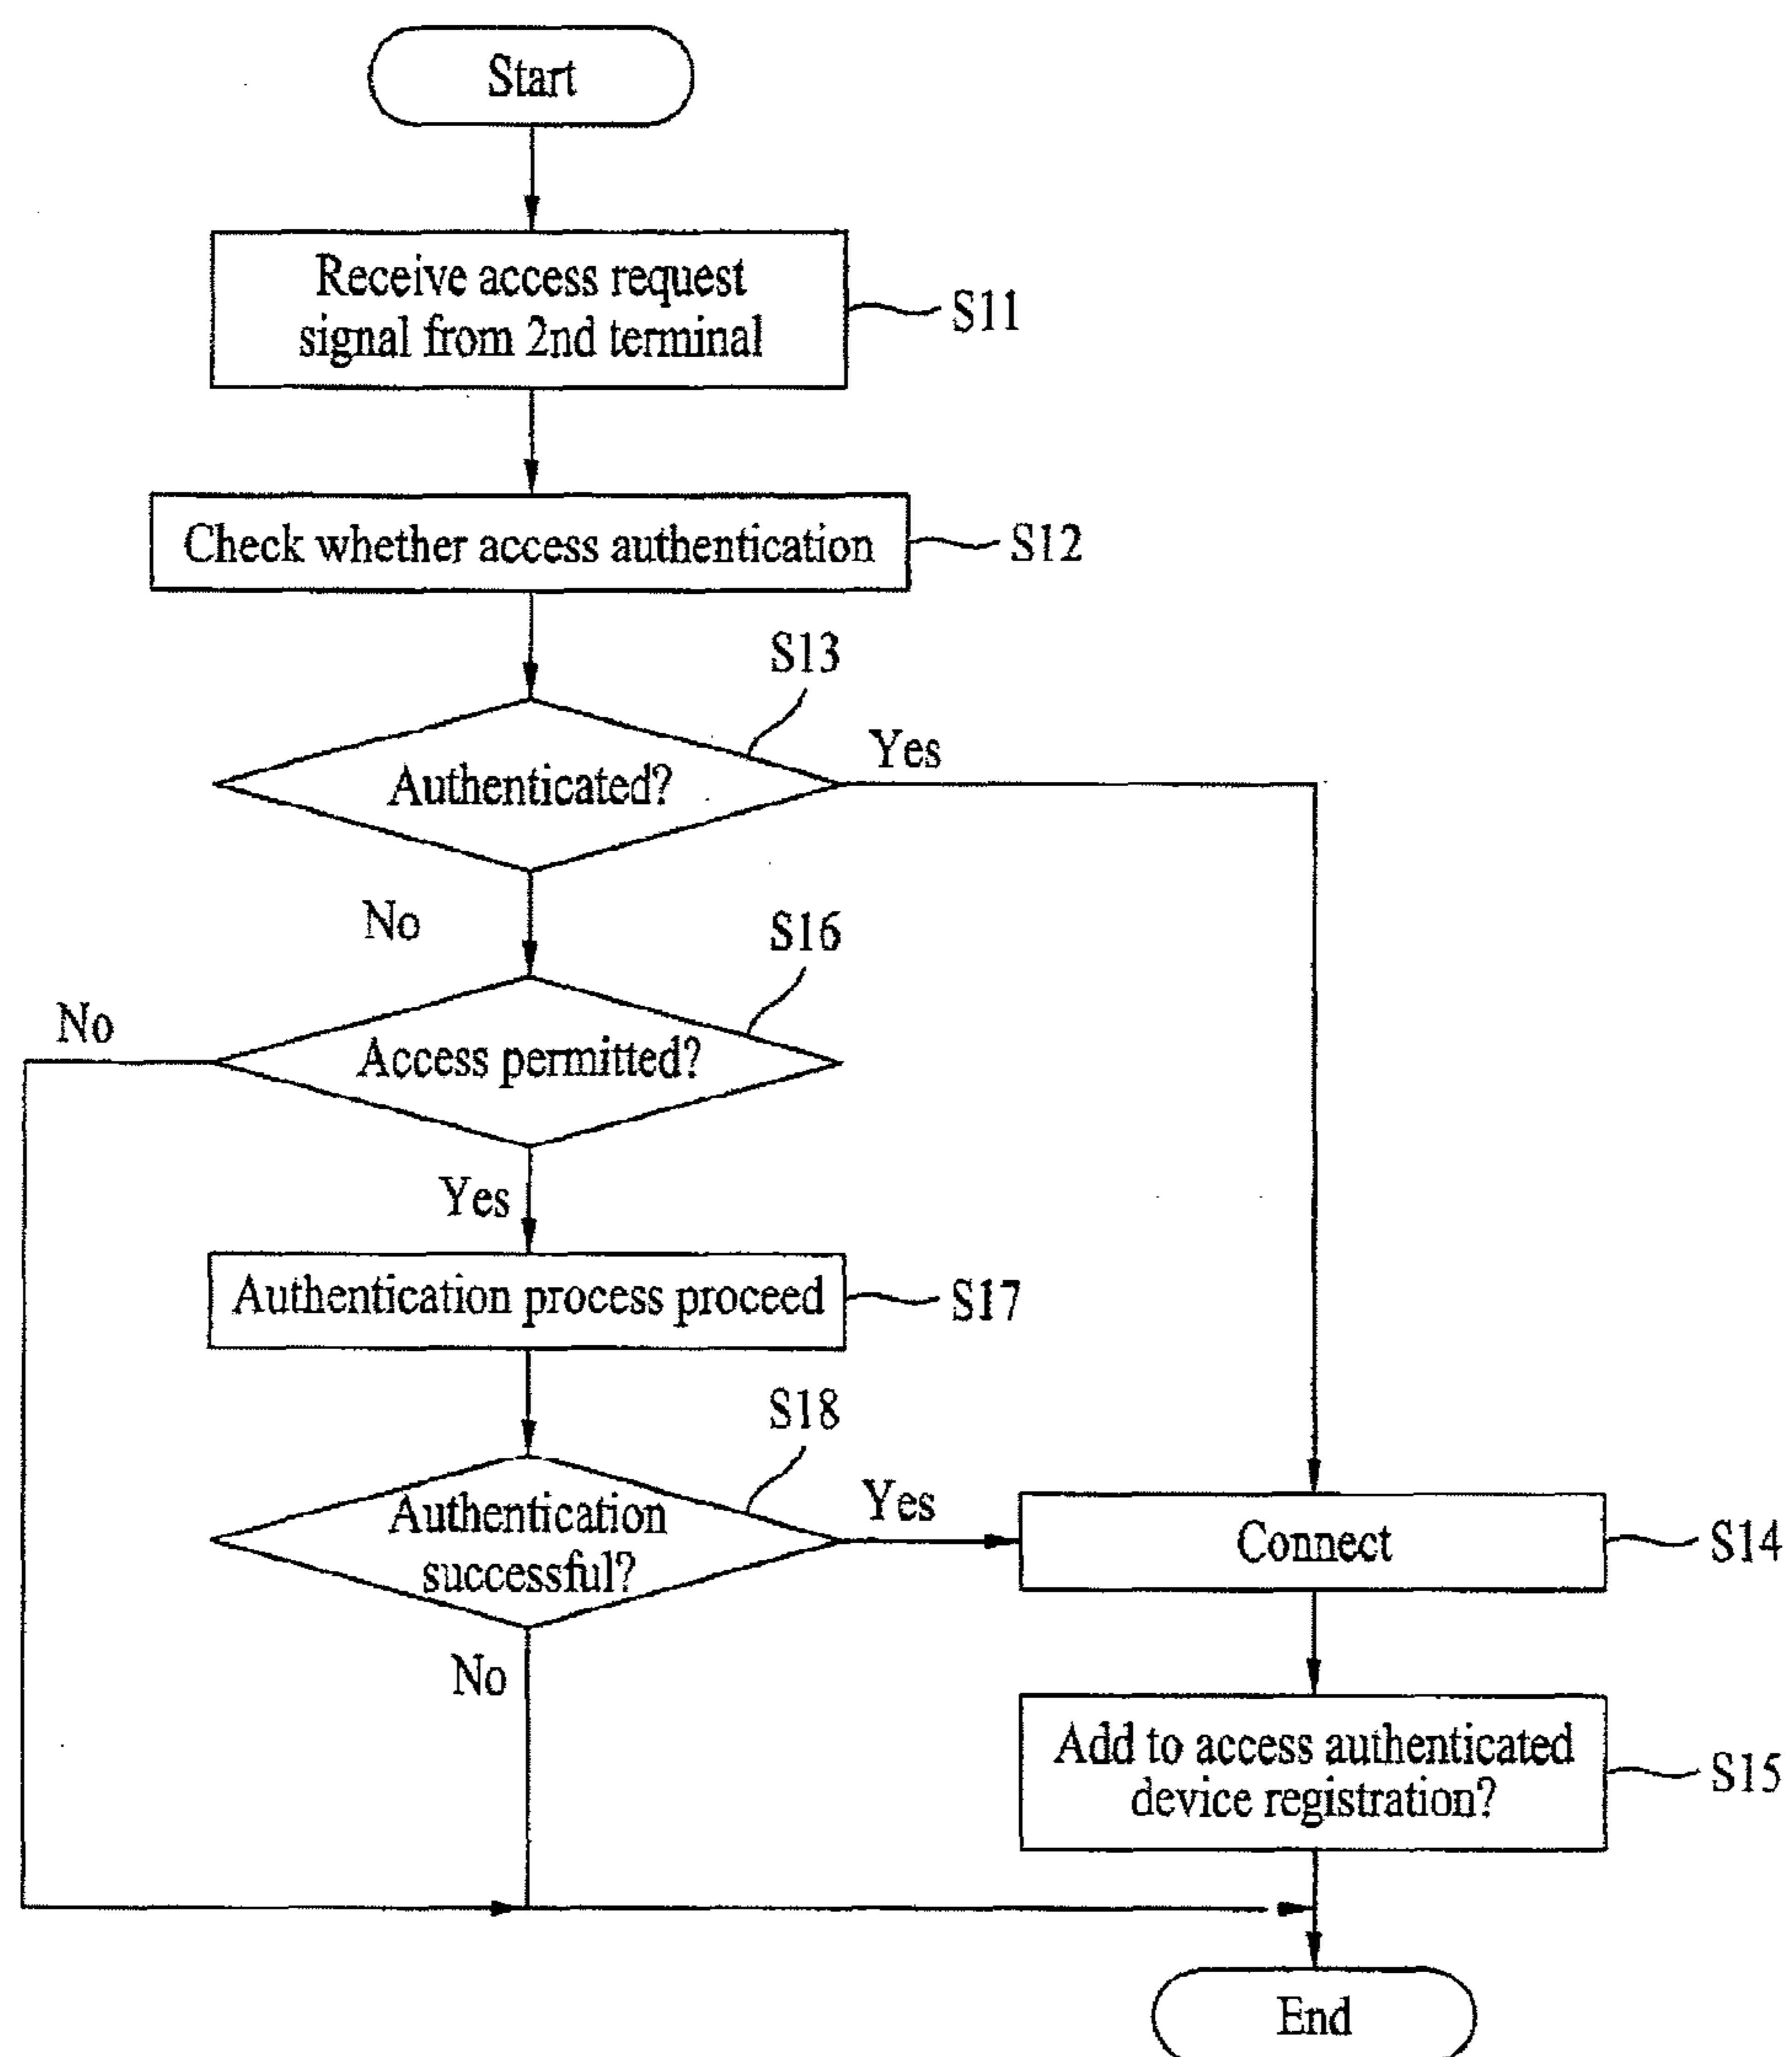 Start
Receive access request
signal from 2nd terminal
S11
Check whether access authentication
S12
S13
Authenticated?
Yes
No
S16
No
Access permitted?
Yes
Authentication process proceed
S17
S18
Authentication
successful?
Yes
Connect
S14
No
Add to access authenticated
device registration?
S15
End